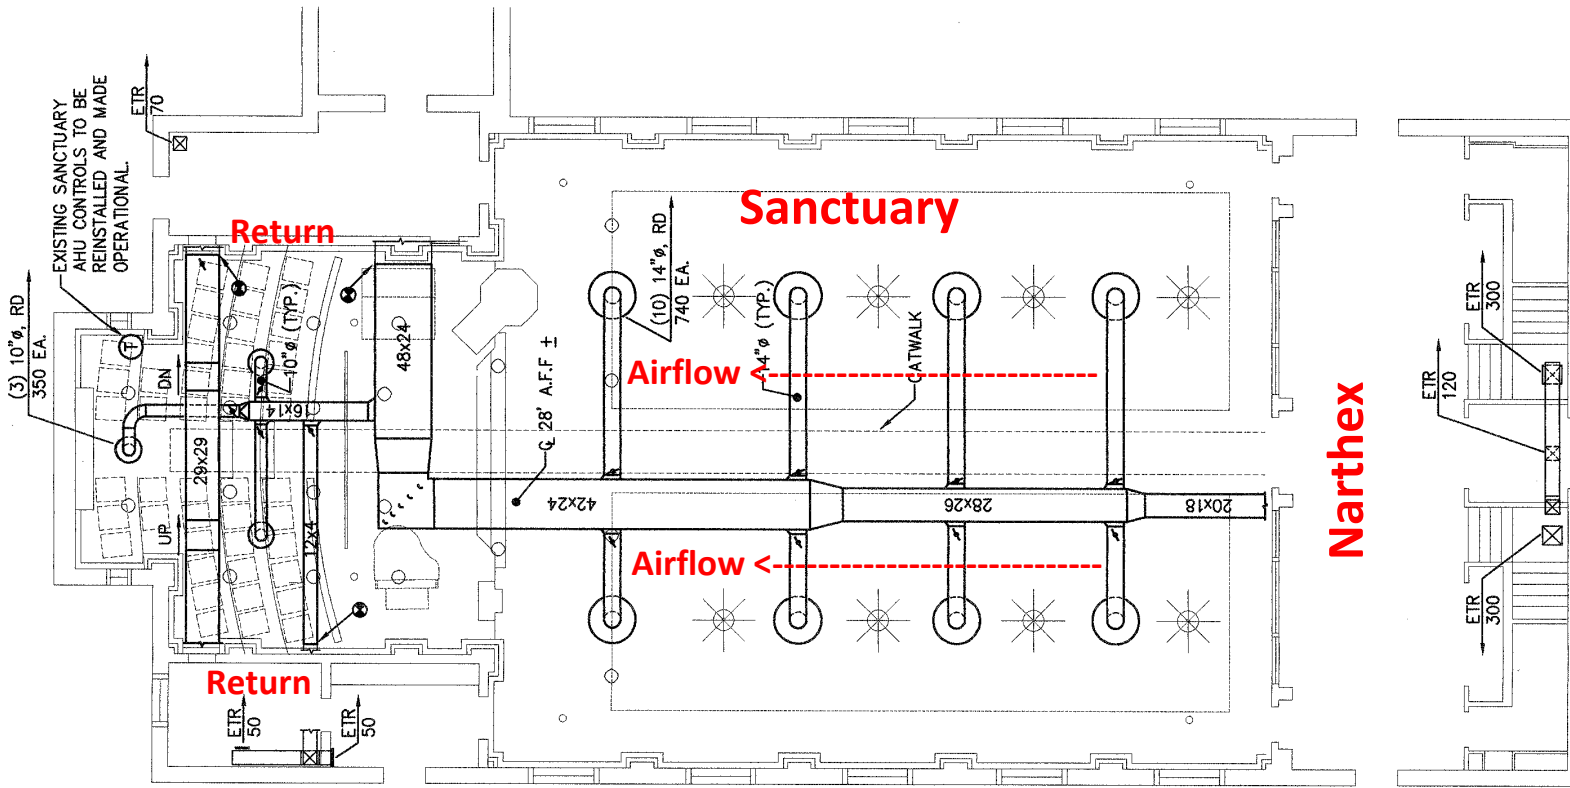 EXISTING SANCTUARY
AHU CONTROLS TO BE
REINSTALLED AND MADE
OPERATIONAL.
ETR
70
(3) 10"ø, RD
350 EA.
Return
Sanctuary
(10) 14"ø, RD
740 EA.
10"ø (TYP.)
14"ø (TYP.)
T
DN
UP
29x29
16x14
12x4
48x24
Airflow <
℄ 28' A.F.F ±
CATWALK
42x24
28x26
20x18
Airflow <
Narthex
ETR
300
ETR
120
ETR
300
Return
ETR
50
ETR
50